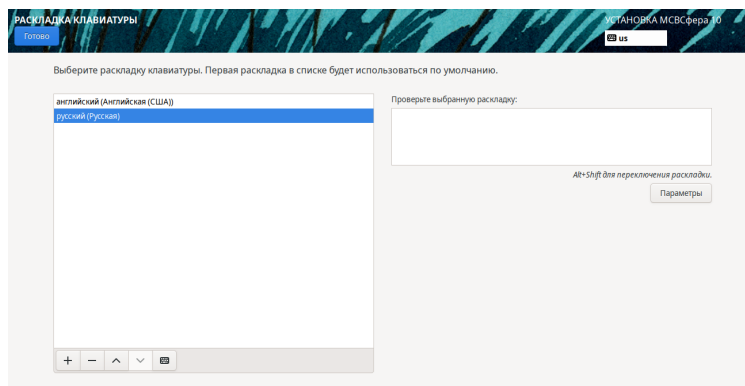 РАСКЛАДКА КЛАВИАТУРЫ
УСТАНОВКА МСВСфера 10
Готово
us
Выберите раскладку клавиатуры. Первая раскладка в списке будет использоваться по умолчанию.
английский (Английская (США))
русский (Русская)
Проверьте выбранную раскладку:
Alt+Shift для переключения раскладки.
Параметры